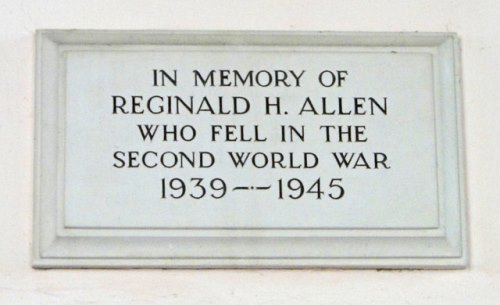 IN MEMORY OF
REGINALD H. ALLEN
WHO FELL IN THE
SECOND WORLD WAR
1939—·—1945